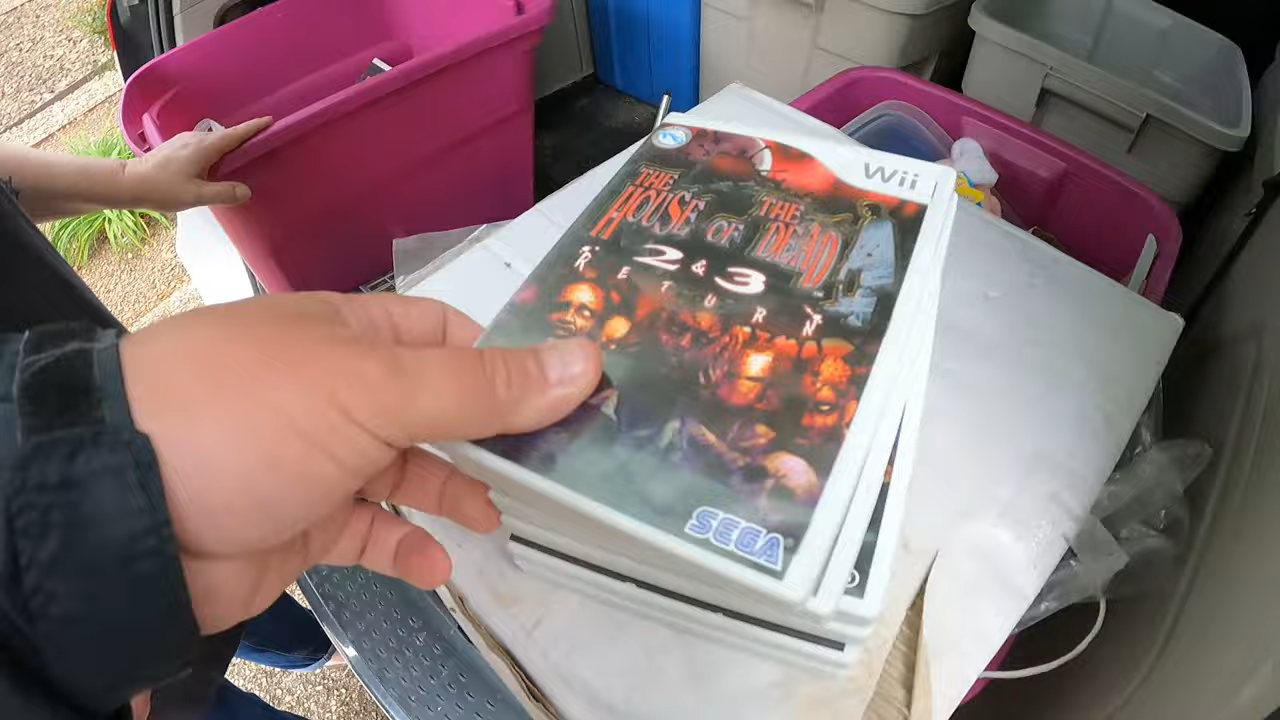 Wii
THE HOUSE OF THE DEAD
2 & 3
RETURN
SEGA